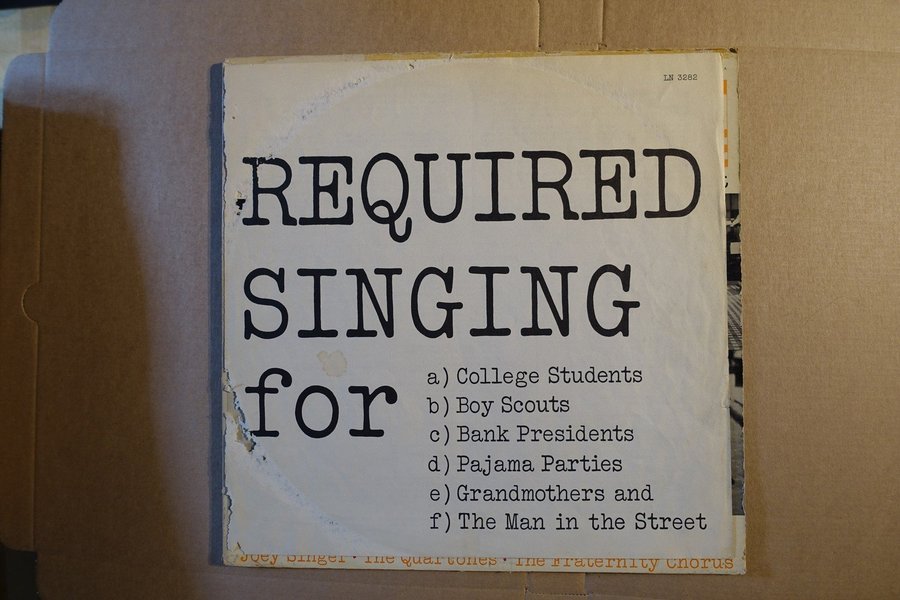 LN 3282
REQUIRED
SINGING
for
a) College Students
b) Boy Scouts
c) Bank Presidents
d) Pajama Parties
e) Grandmothers and
f) The Man in the Street
Joey Singer · The Quartones · The Fraternity Chorus